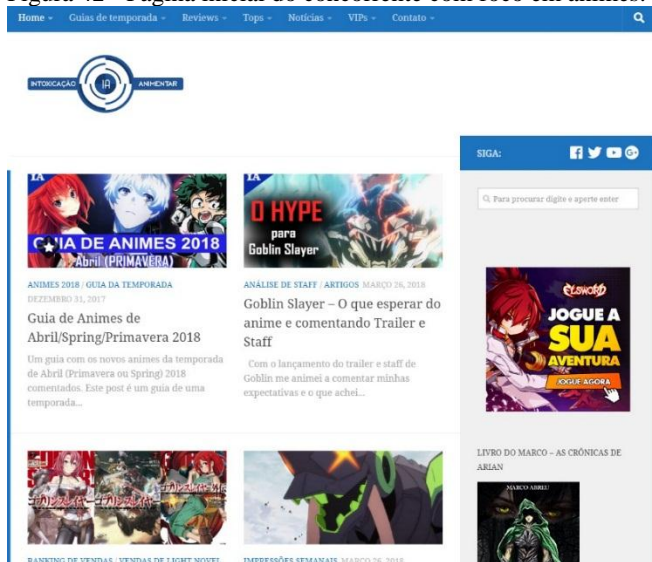 Figura 42 - Página inicial do concorrente com foco em animes.
Home Guias de temporada Reviews Tops Notícias VIPs Contato
INTOXICAÇÃO IA ANIMENTAR
SIGA:
Para procurar digite e aperte enter
IA
GUIA DE ANIMES 2018
Abril (PRIMAVERA)
ANIMES 2018 / GUIA DA TEMPORADA
DEZEMBRO 31, 2017
Guia de Animes de
Abril/Spring/Primavera 2018
Um guia com os novos animes da temporada
de Abril (Primavera ou Spring) 2018
comentados. Este post é um guia de uma
temporada...
IA
O HYPE
para
Goblin Slayer
ANÁLISE DE STAFF / ARTIGOS MARÇO 26, 2018
Goblin Slayer – O que esperar do
anime e comentando Trailer e
Staff
Com o lançamento do trailer e staff de
Goblin me animei a comentar minhas
expectativas e o que achei...
ELSWORD
JOGUE A
SUA
AVENTURA
JOGUE AGORA
LIVRO DO MARCO – AS CRÔNICAS DE
ARIAN
MARCO ABREU
RANKING DE VENDAS / VENDAS DE LIGHT NOVEL
IMPRESSÕES SEMANAIS MARÇO 26, 2018